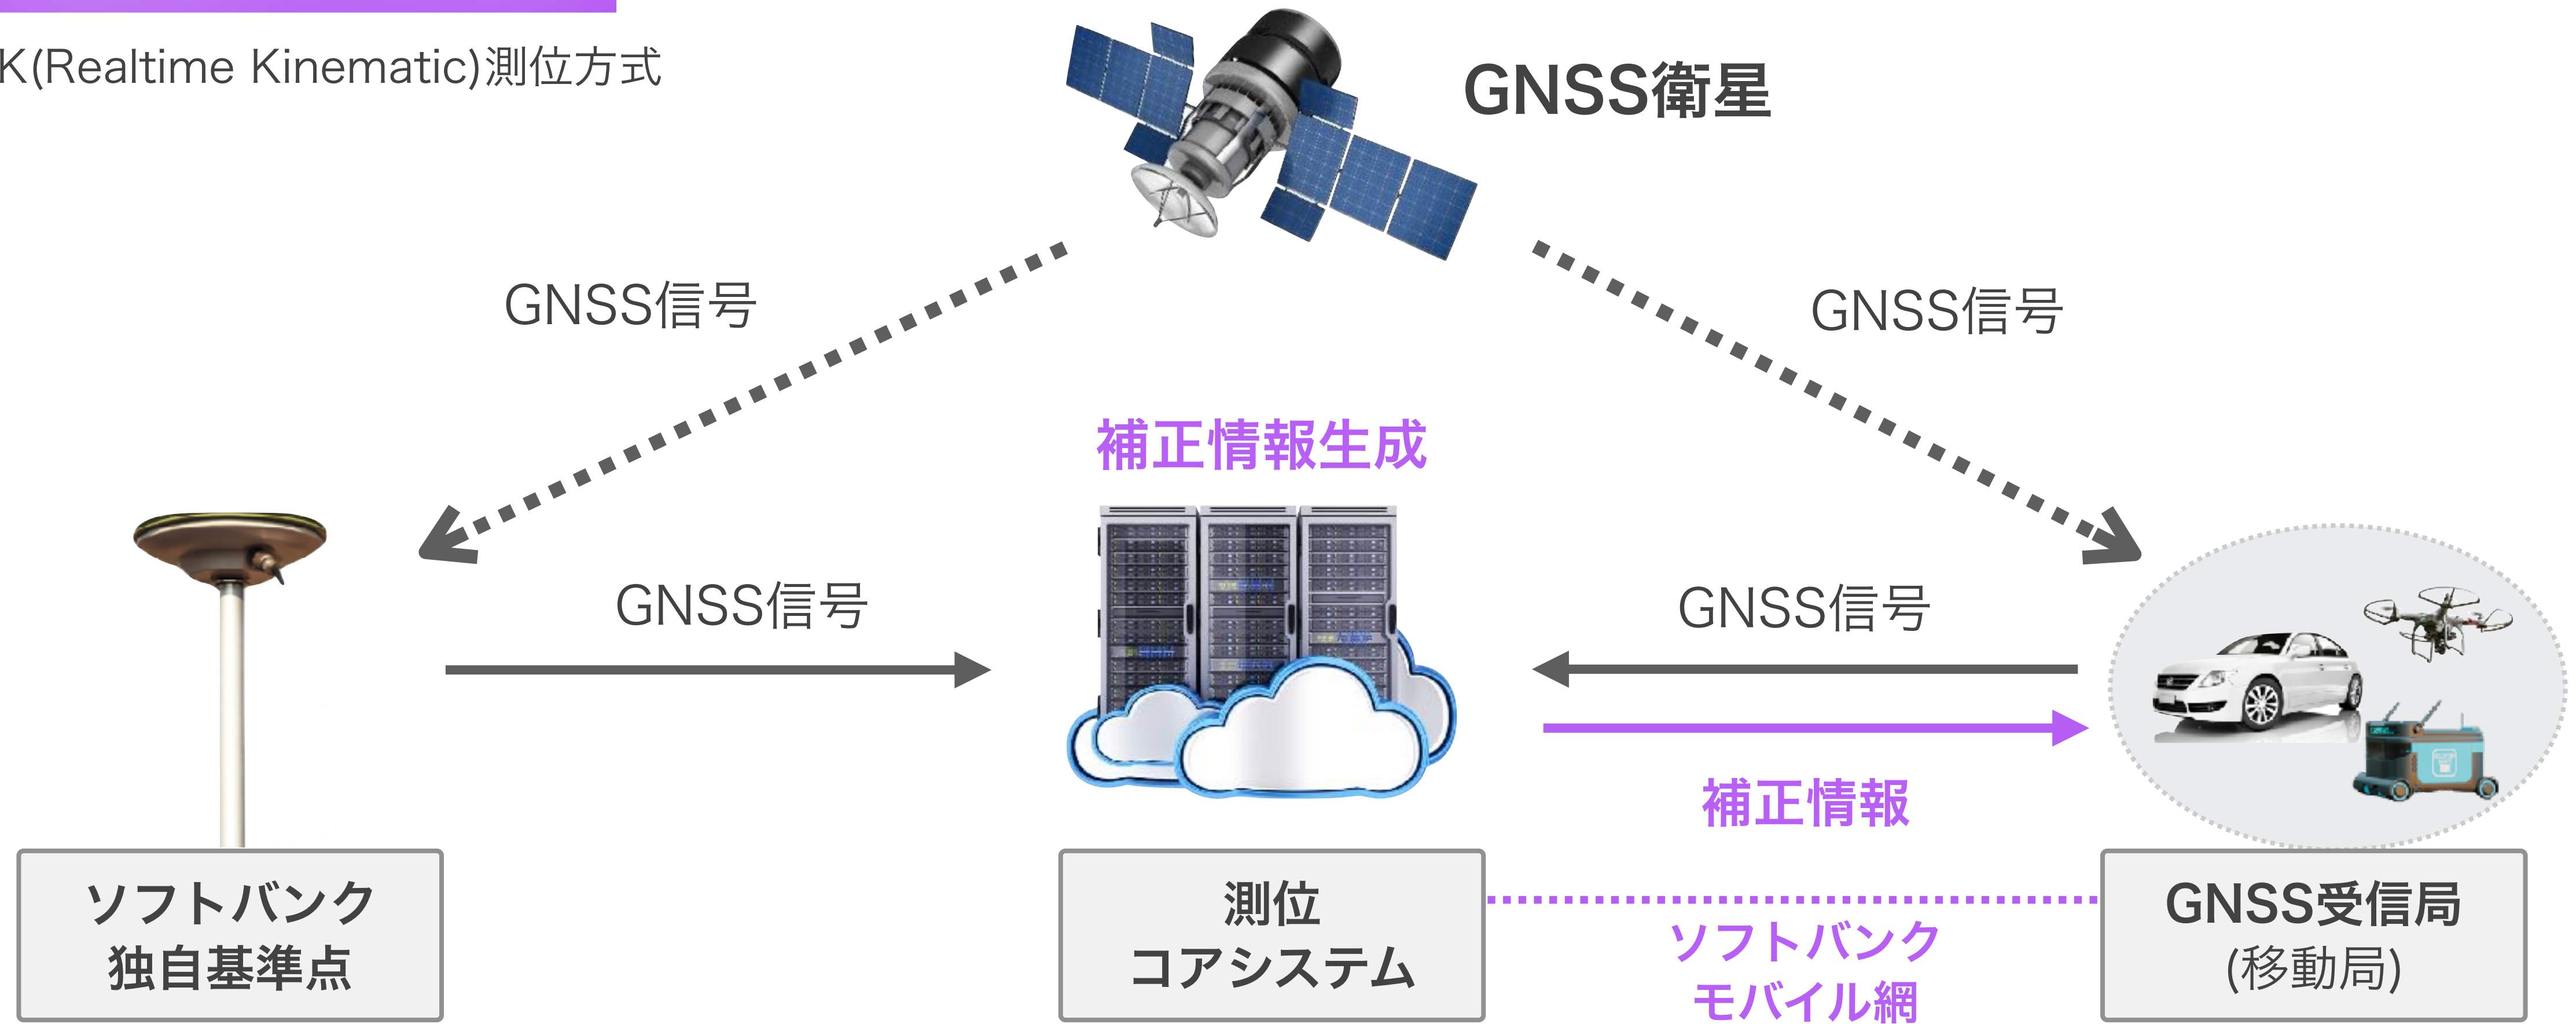 K(Realtime Kinematic)測位方式
GNSS衛星
GNSS信号
GNSS信号
補正情報生成
GNSS信号
GNSS信号
補正情報
ソフトバンク
独自基準点
測位
コアシステム
ソフトバンク
モバイル網
GNSS受信局
(移動局)